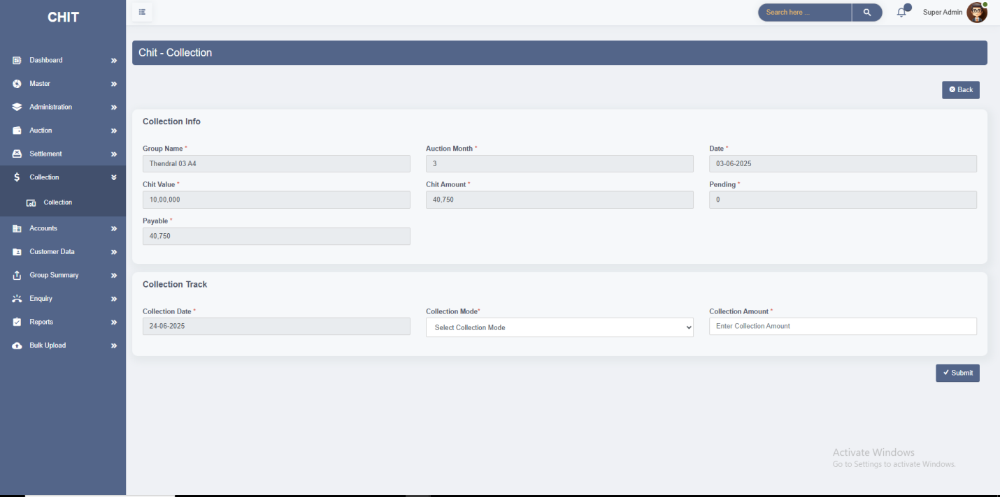 CHIT
Search here ...
Super Admin
Dashboard
Master
Administration
Auction
Settlement
Collection
Collection
Accounts
Customer Data
Group Summary
Enquiry
Reports
Bulk Upload
Chit - Collection
Back
Collection Info
Group Name * Auction Month * Date *
Thendral 03 A4 3 03-06-2025
Chit Value * Chit Amount * Pending *
10,00,000 40,750 0
Payable *
40,750
Collection Track
Collection Date * Collection Mode* Collection Amount *
24-06-2025 Select Collection Mode Enter Collection Amount
Submit
Activate Windows
Go to Settings to activate Windows.